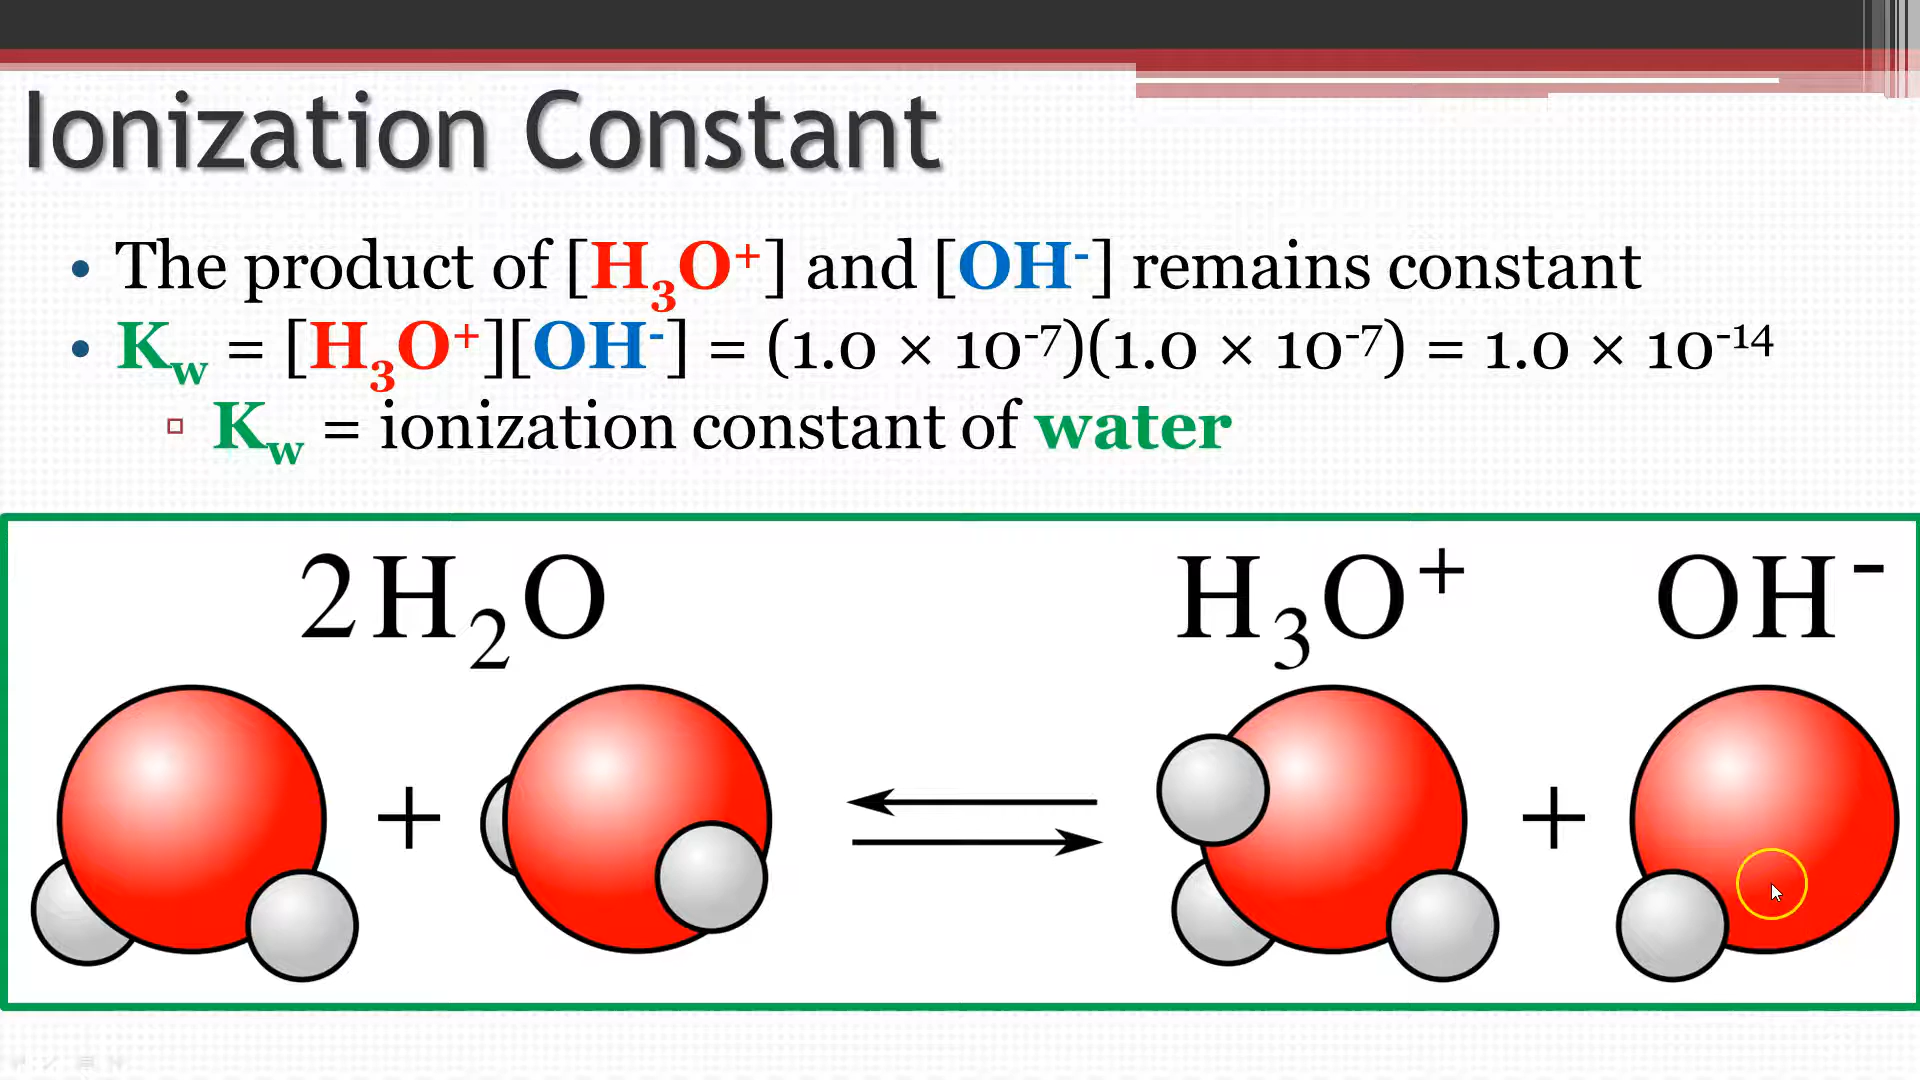 Ionization Constant
• The product of [H₃O⁺] and [OH⁻] remains constant
• K_w = [H₃O⁺][OH⁻] = (1.0 × 10⁻⁷)(1.0 × 10⁻⁷) = 1.0 × 10⁻¹⁴
▫ K_w = ionization constant of water
2H₂O H₃O⁺ OH⁻
+ +